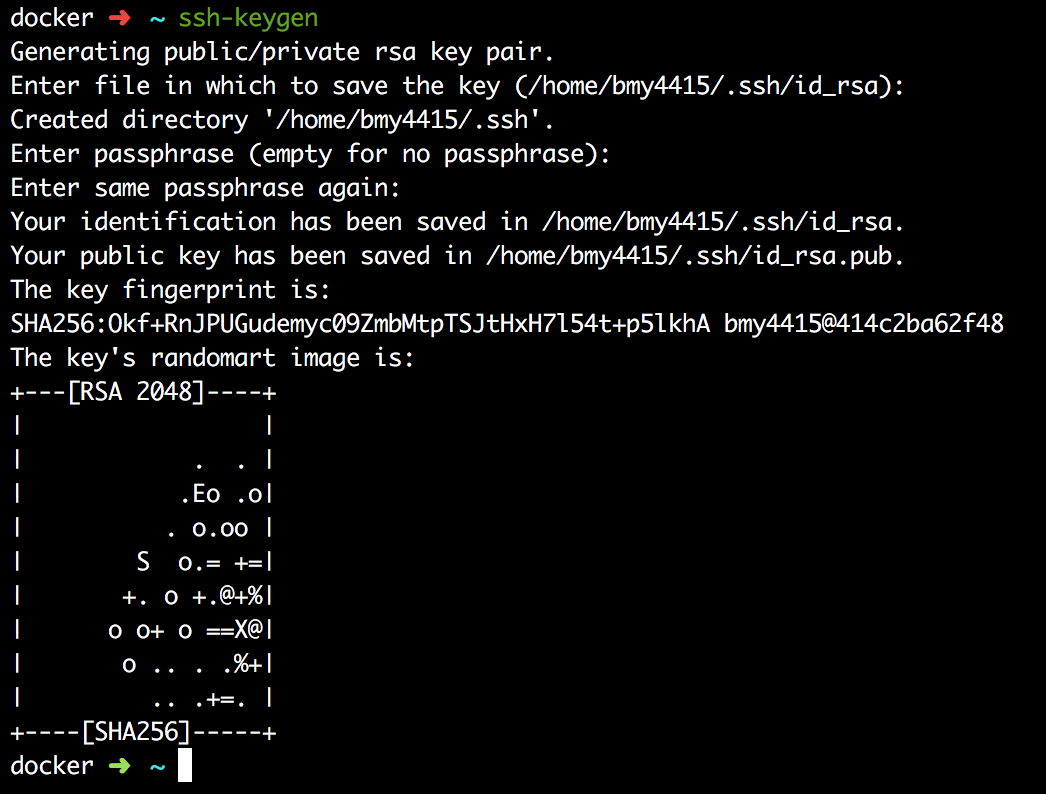 docker ➜ ~ ssh-keygen
Generating public/private rsa key pair.
Enter file in which to save the key (/home/bmy4415/.ssh/id_rsa):
Created directory '/home/bmy4415/.ssh'.
Enter passphrase (empty for no passphrase):
Enter same passphrase again:
Your identification has been saved in /home/bmy4415/.ssh/id_rsa.
Your public key has been saved in /home/bmy4415/.ssh/id_rsa.pub.
The key fingerprint is:
SHA256:Okf+RnJPUGudemyc09ZmbMtpTSJtHxH7l54t+p5lkhA bmy4415@414c2ba62f48
The key's randomart image is:
+---[RSA 2048]----+
|                 |
|            .  . |
|           .Eo .o|
|          . o.oo |
|        S  o.= +=|
|       +. o +.@+%|
|      o o+ o ==X@|
|       o .. . .%+|
|         .. .+=. |
+----[SHA256]-----+
docker ➜ ~